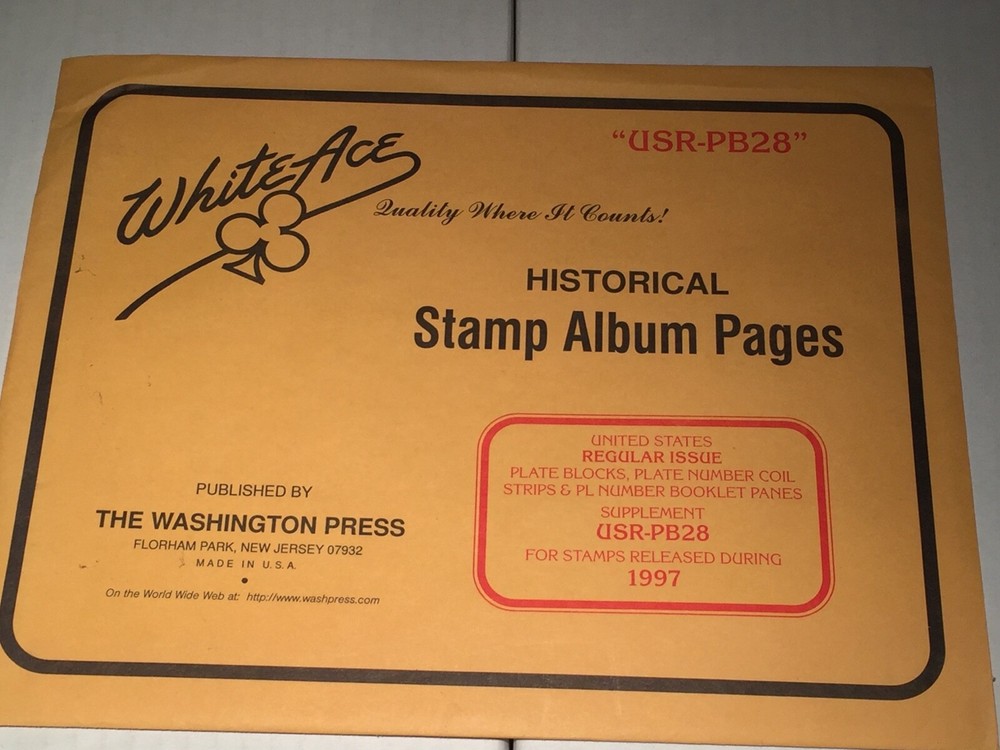 "USR-PB28"
White Ace
Quality Where It Counts!
HISTORICAL
Stamp Album Pages
UNITED STATES
REGULAR ISSUE
PLATE BLOCKS, PLATE NUMBER COIL
STRIPS & PL NUMBER BOOKLET PANES
SUPPLEMENT
USR-PB28
FOR STAMPS RELEASED DURING
1997
PUBLISHED BY
THE WASHINGTON PRESS
FLORHAM PARK, NEW JERSEY 07932
MADE IN U.S.A.
On the World Wide Web at: http://www.washpress.com